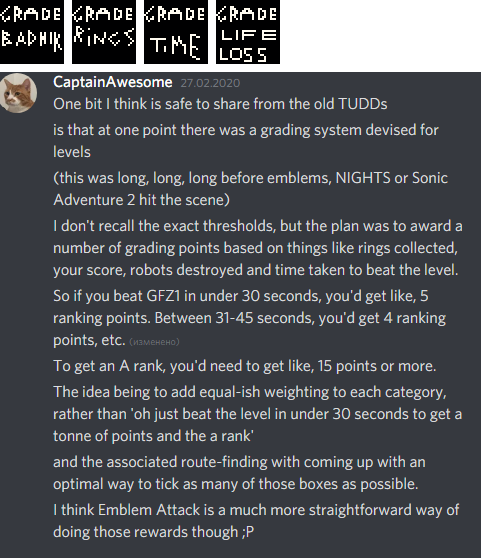 GRADE BADNIK GRADE RINGS GRADE TIME GRADE LIFE LOSS
CaptainAwesome 27.02.2020
One bit I think is safe to share from the old TUDDs
is that at one point there was a grading system devised for
levels
(this was long, long, long before emblems, NIGHTS or Sonic
Adventure 2 hit the scene)
I don't recall the exact thresholds, but the plan was to award a
number of grading points based on things like rings collected,
your score, robots destroyed and time taken to beat the level.
So if you beat GFZ1 in under 30 seconds, you'd get like, 5
ranking points. Between 31-45 seconds, you'd get 4 ranking
points, etc. (изменено)
To get an A rank, you'd need to get like, 15 points or more.
The idea being to add equal-ish weighting to each category,
rather than 'oh just beat the level in under 30 seconds to get a
tonne of points and the a rank'
and the associated route-finding with coming up with an
optimal way to tick as many of those boxes as possible.
I think Emblem Attack is a much more straightforward way of
doing those rewards though ;P